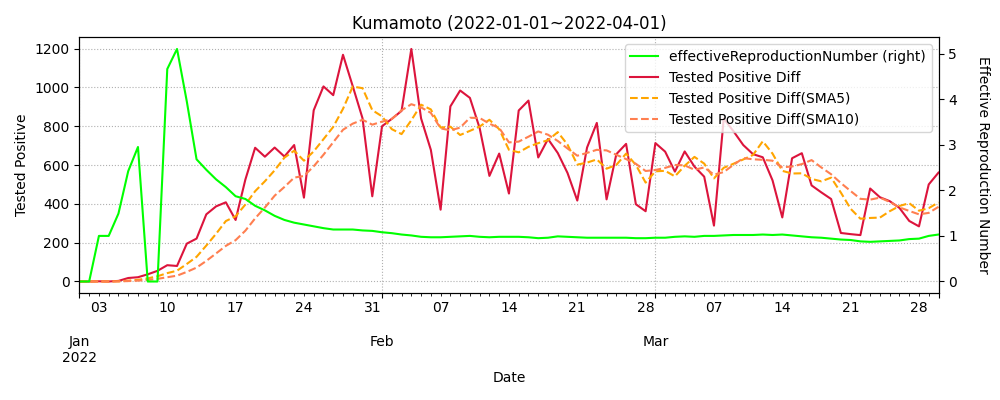 Kumamoto (2022-01-01~2022-04-01)
effectiveReproductionNumber (right)
Tested Positive Diff
Tested Positive Diff(SMA5)
Tested Positive Diff(SMA10)
Tested Positive
1200
1000
800
600
400
200
0
Effective Reproduction Number
5
4
3
2
1
0
03 10 17 24 31 07 14 21 28 07 14 21 28
Jan Feb Mar
2022
Date